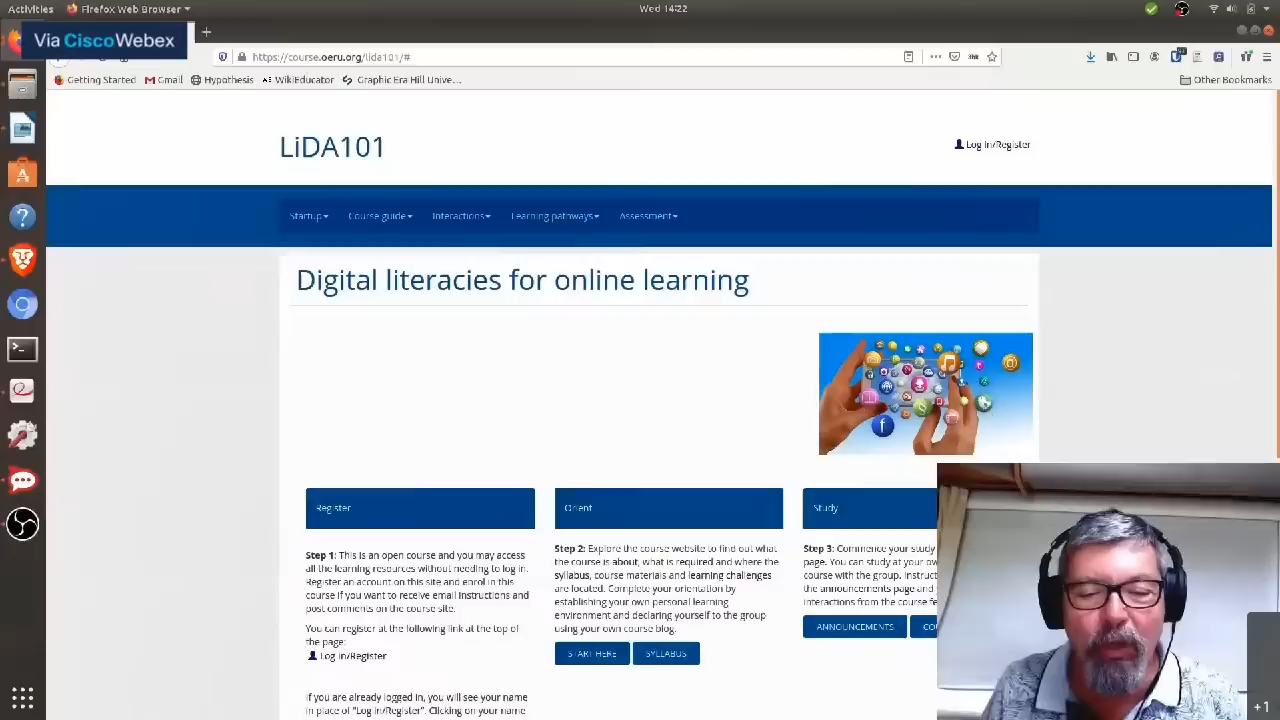 Activities
Firefox Web Browser
Wed 14:22
Via CiscoWebex
+
https://course.oeru.org/lida101/#
Getting Started
Gmail
Hypothesis
WikiEducator
Graphic Era Hill Unive…
Other Bookmarks
LiDA101
Log in/Register
Startup
Course guide
Interactions
Learning pathways
Assessment
Digital literacies for online learning
Register
Step 1: This is an open course and you may access
all the learning resources without needing to log in.
Register an account on this site and enrol in this
course if you want to receive email instructions and
post comments on the course site.
You can register at the following link at the top of
the page:
Log in/Register
If you are already logged in, you will see your name
in place of "Log in/Register". Clicking on your name
Orient
Step 2: Explore the course website to find out what
the course is about, what is required and where the
syllabus, course materials and learning challenges
are located. Complete your orientation by
establishing your own personal learning
environment and declaring yourself to the group
using your own course blog.
START HERE
SYLLABUS
Study
Step 3: Commence your study
page. You can study at your ow
course with the group. Instruct
the announcements page and
interactions from the course fe
ANNOUNCEMENTS
COU
+1